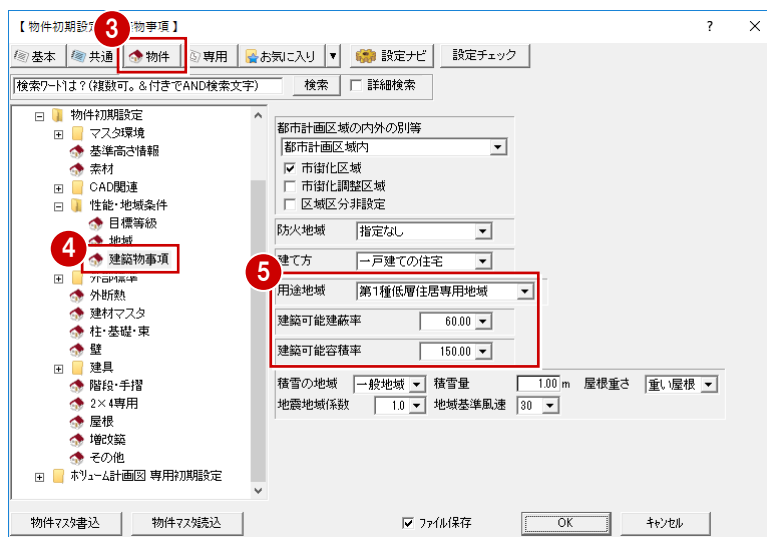 【 物件初期設 3 物事項 】 ? ×
基本 共通 物件 専用 お気に入り ▼ 設定ナビ 設定チェック
検索ワードは？(複数可。&付きでAND検索文字) 検索 詳細検索
物件初期設定
マスタ環境
基準高さ情報
素材
CAD関連
性能・地域条件
目標等級
地域
4 建築物事項
外部標準
外断熱
建材マスタ
柱・基礎・束
壁
建具
階段・手摺
2×4専用
屋根
増改築
その他
ボリューム計画図 専用初期設定
都市計画区域の内外の別等
都市計画区域内
市街化区域
市街化調整区域
区域区分非設定
防火地域 指定なし
建て方 一戸建ての住宅
5
用途地域 第1種低層住居専用地域
建築可能建蔽率 60.00
建築可能容積率 150.00
積雪の地域 一般地域 積雪量 1.00 m 屋根重さ 重い屋根
地震地域係数 1.0 地域基準風速 30
物件マスタ書込 物件マスタ読込 ファイル保存 OK キャンセル